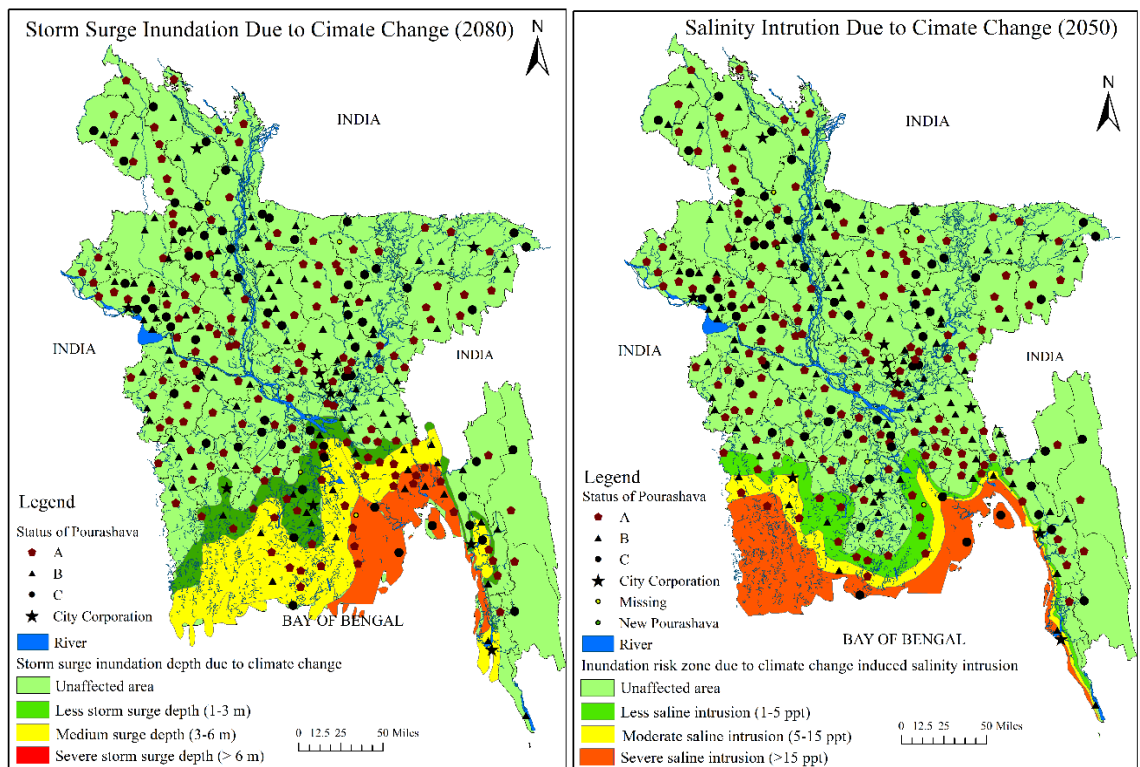 Storm Surge Inundation Due to Cimate Change (2080)
N
INDIA
INDIA
INDIA
Legend
Status of Pourashava
A
B
C
City Corporation
River
BAY OF BENGAL
Storm surge inundation depth due to climate change
Unaffected area
Less storm surge depth (1-3 m)
Medium surge depth (3-6 m)
Severe storm surge depth (> 6 m)
0 12.5 25 50 Miles
Salinity Intrution Due to Cimate Change (2050)
N
INDIA
INDIA
INDIA
Legend
Status of Pourashava
A
B
C
City Corporation
Missing
New Pourashava
River
BAY OF BENGAL
Inundation risk zone due to climate change induced salinity intrusion
Unaffected area
Less saline intrusion (1-5 ppt)
Moderate saline intrusion (5-15 ppt)
Severe saline intrusion (>15 ppt)
0 12.5 25 50 Miles